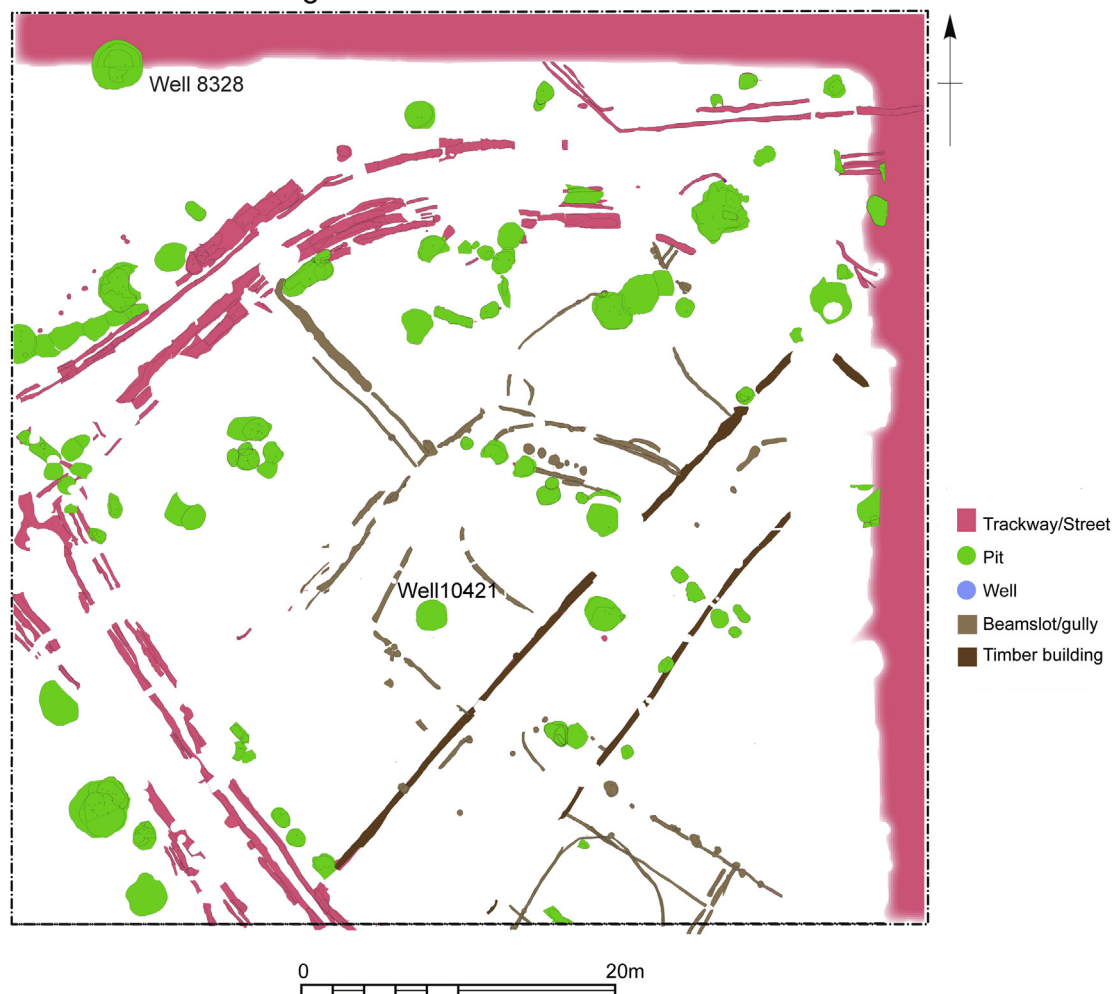 Well 8328
Well10421
Trackway/Street
Pit
Well
Beamslot/gully
Timber building
0 20m